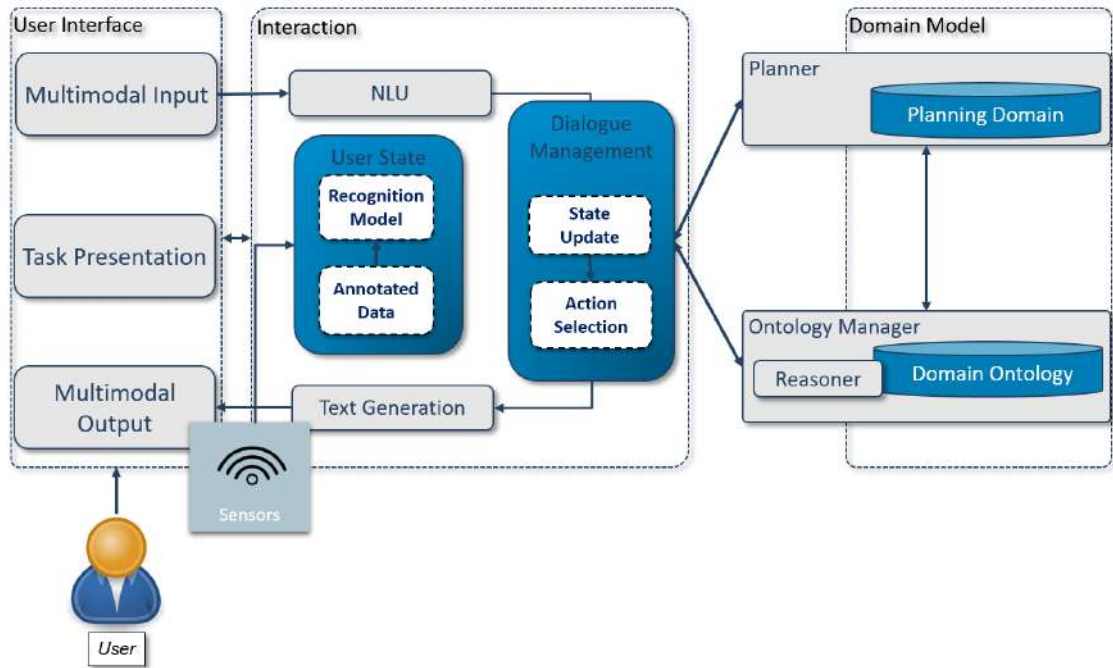 User Interface
Interaction
Domain Model
Multimodal Input
NLU
Planner
Planning Domain
Dialogue
Management
User State
Recognition
Model
State
Update
Task Presentation
Annotated
Data
Action
Selection
Ontology Manager
Reasoner
Domain Ontology
Multimodal
Output
Text Generation
Sensors
User